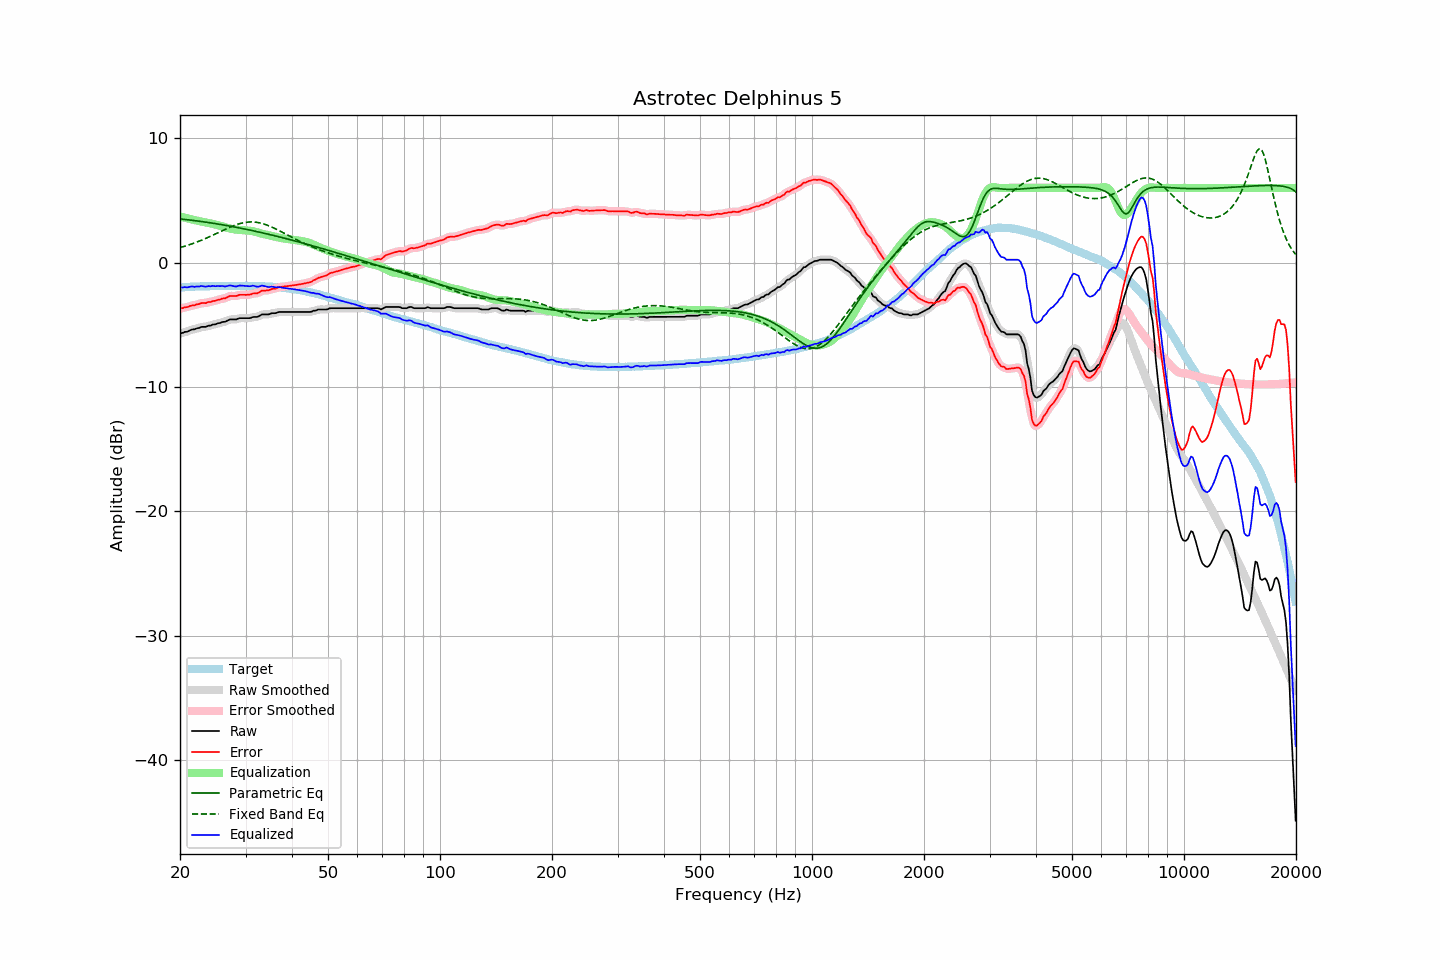 Astrotec Delphinus 5
Amplitude (dBr)
10
0
−10
−20
−30
−40
Target
Raw Smoothed
Error Smoothed
Raw
Error
Equalization
Parametric Eq
Fixed Band Eq
Equalized
20 50 100 200 500 1000 2000 5000 10000 20000
Frequency (Hz)